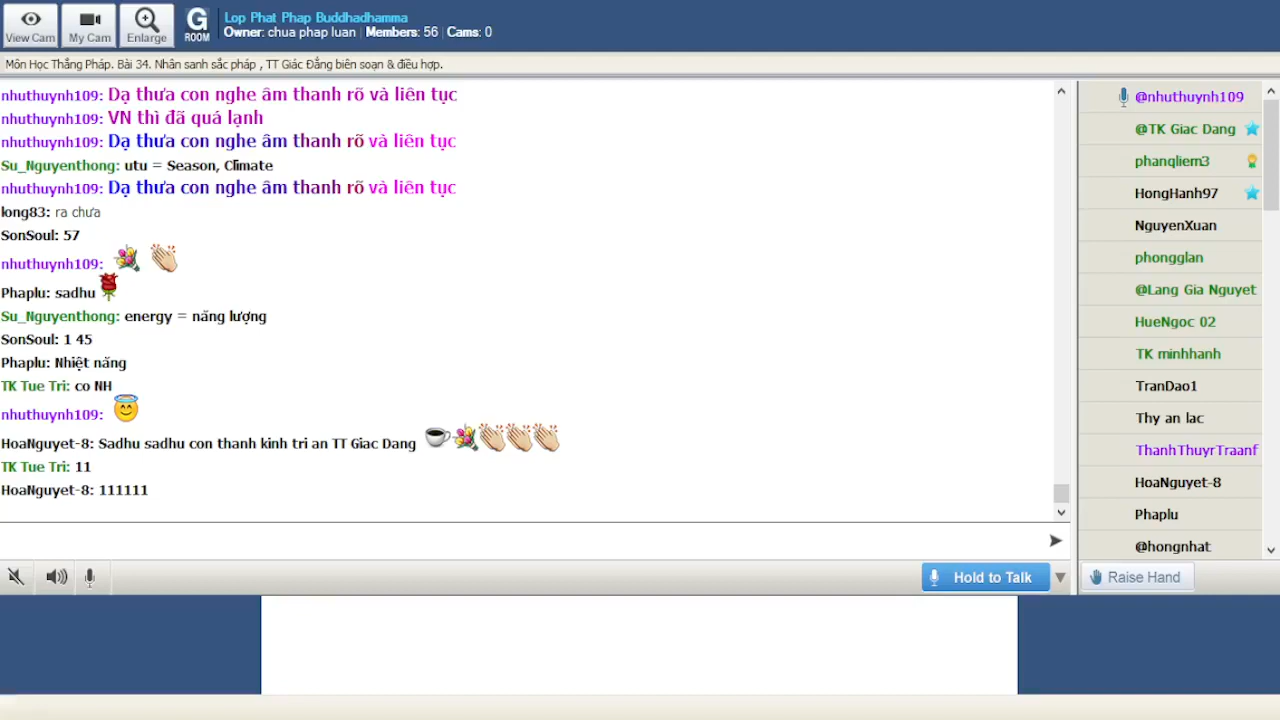 View Cam
My Cam
Enlarge
G
ROOM
Lop Phat Phap Buddhadhamma
Owner: chua phap luan | Members: 56 | Cams: 0
Môn Học Thắng Pháp. Bài 34. Nhân sanh sắc pháp , TT Giác Đẳng biên soạn & điều hợp.
nhuthuynh109: Dạ thưa con nghe âm thanh rõ và liên tục
nhuthuynh109: VN thì đã quá lạnh
nhuthuynh109: Dạ thưa con nghe âm thanh rõ và liên tục
Su_Nguyenthong: utu = Season, Climate
nhuthuynh109: Dạ thưa con nghe âm thanh rõ và liên tục
long83: ra chưa
SonSoul: 57
nhuthuynh109:
Phaplu: sadhu
Su_Nguyenthong: energy = năng lượng
SonSoul: 1 45
Phaplu: Nhiệt năng
TK Tue Tri: co NH
nhuthuynh109:
HoaNguyet-8: Sadhu sadhu con thanh kinh tri an TT Giac Dang
TK Tue Tri: 11
HoaNguyet-8: 111111
@nhuthuynh109
@TK Giac Dang
phanqliem3
HongHanh97
NguyenXuan
phongglan
@Lang Gia Nguyet
HueNgoc 02
TK minhhanh
TranDao1
Thy an lac
ThanhThuyrTraanf
HoaNguyet-8
Phaplu
@hongnhat
Hold to Talk
Raise Hand